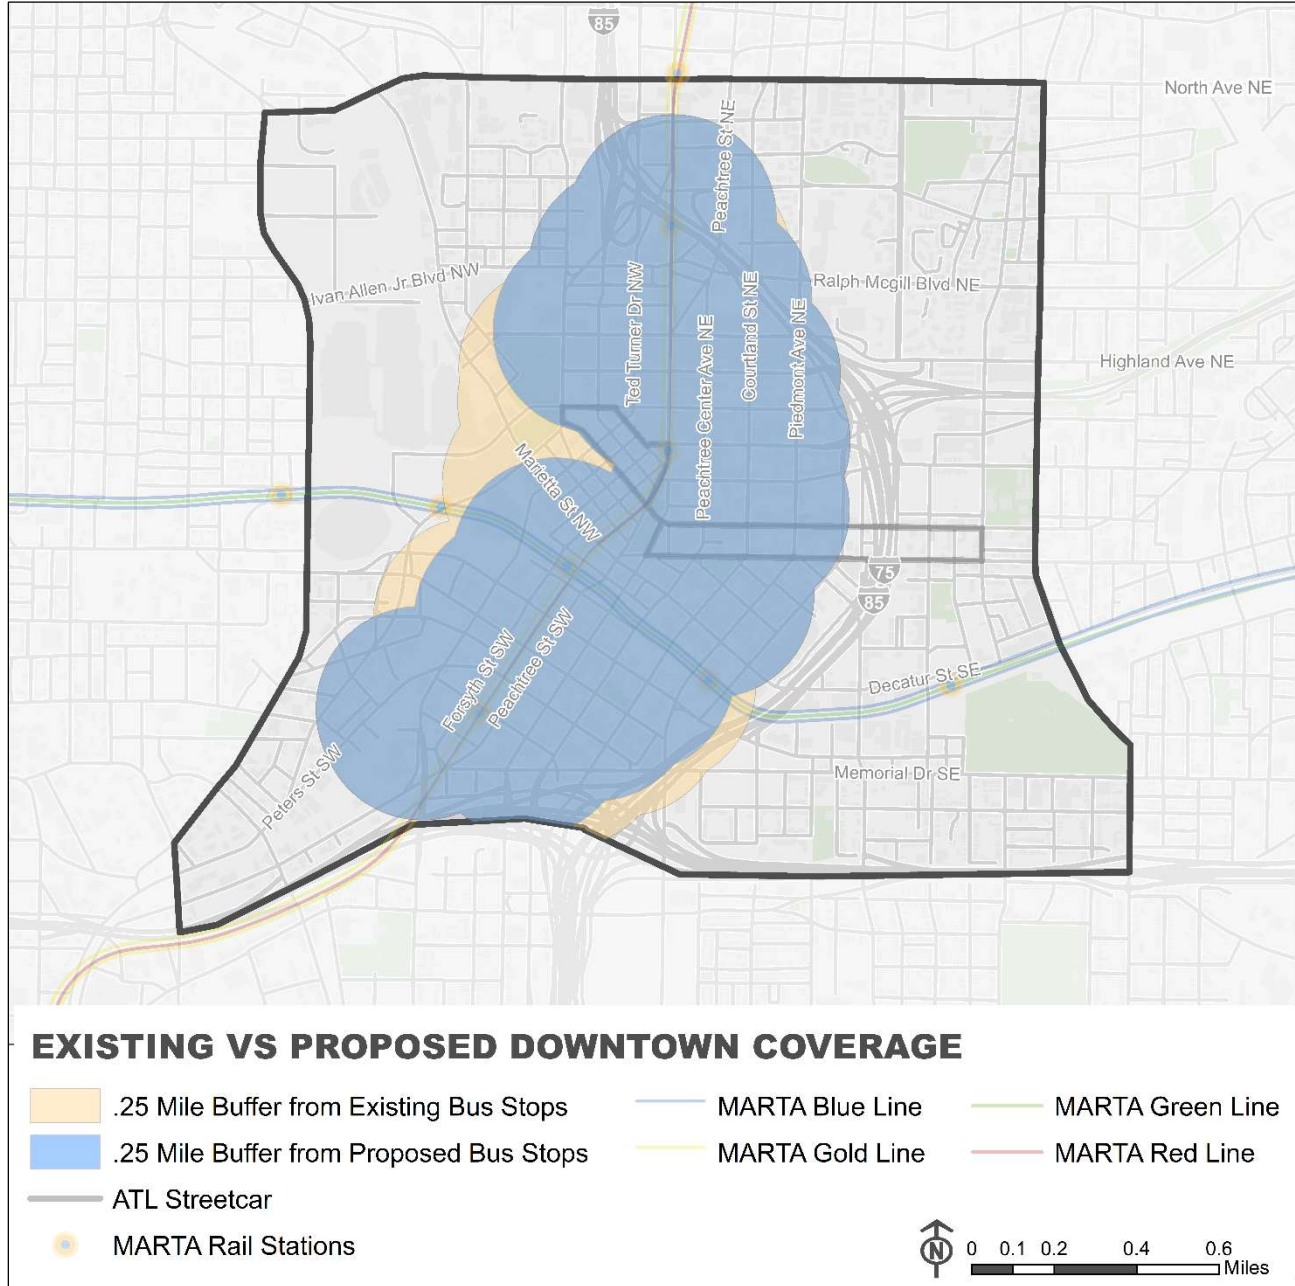 85
North Ave NE
Peachtree St NE
Ivan Allen Jr Blvd NW
Ted Turner Dr NW
Ralph Mcgill Blvd NE
Courtland St NE
Peachtree Center Ave NE
Piedmont Ave NE
Highland Ave NE
Marietta St NW
75
85
Forsyth St SW
Peachtree St SW
Decatur St SE
Peters St SW
Memorial Dr SE
EXISTING VS PROPOSED DOWNTOWN COVERAGE
.25 Mile Buffer from Existing Bus Stops
MARTA Blue Line
MARTA Green Line
.25 Mile Buffer from Proposed Bus Stops
MARTA Gold Line
MARTA Red Line
ATL Streetcar
MARTA Rail Stations
N
0 0.1 0.2 0.4 0.6
Miles